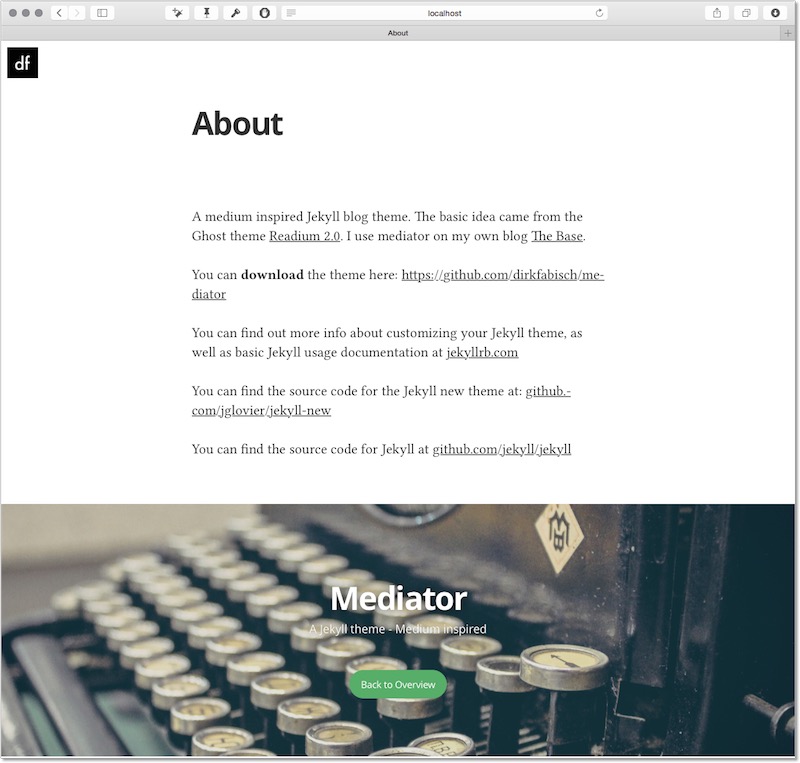 localhost
About
df
About
A medium inspired Jekyll blog theme. The basic idea came from the
Ghost theme Readium 2.0. I use mediator on my own blog The Base.
You can download the theme here: https://github.com/dirkfabisch/me-
diator
You can find out more info about customizing your Jekyll theme, as
well as basic Jekyll usage documentation at jekyllrb.com
You can find the source code for the Jekyll new theme at: github.-
com/jglovier/jekyll-new
You can find the source code for Jekyll at github.com/jekyll/jekyll
Mediator
A Jekyll theme - Medium inspired
Back to Overview